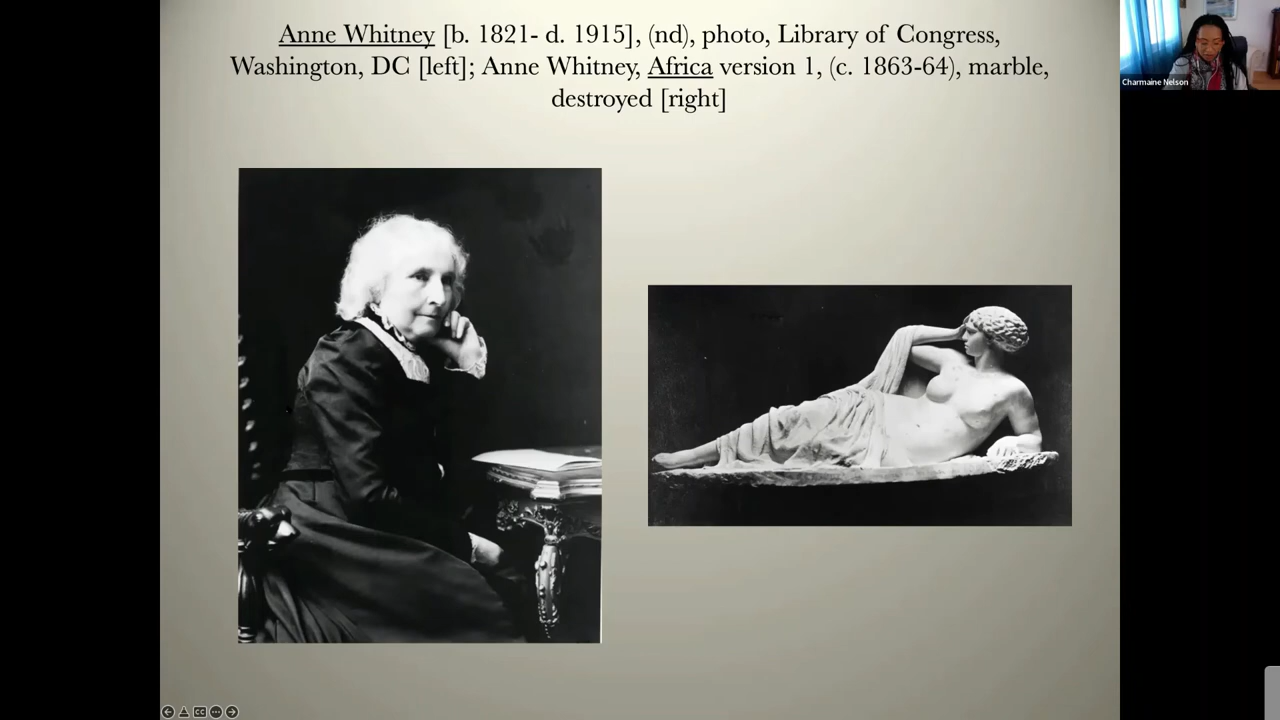 Anne Whitney [b. 1821- d. 1915], (nd), photo, Library of Congress,
Washington, DC [left]; Anne Whitney, Africa version 1, (c. 1863-64), marble,
destroyed [right]
Charmaine Nelson
CC